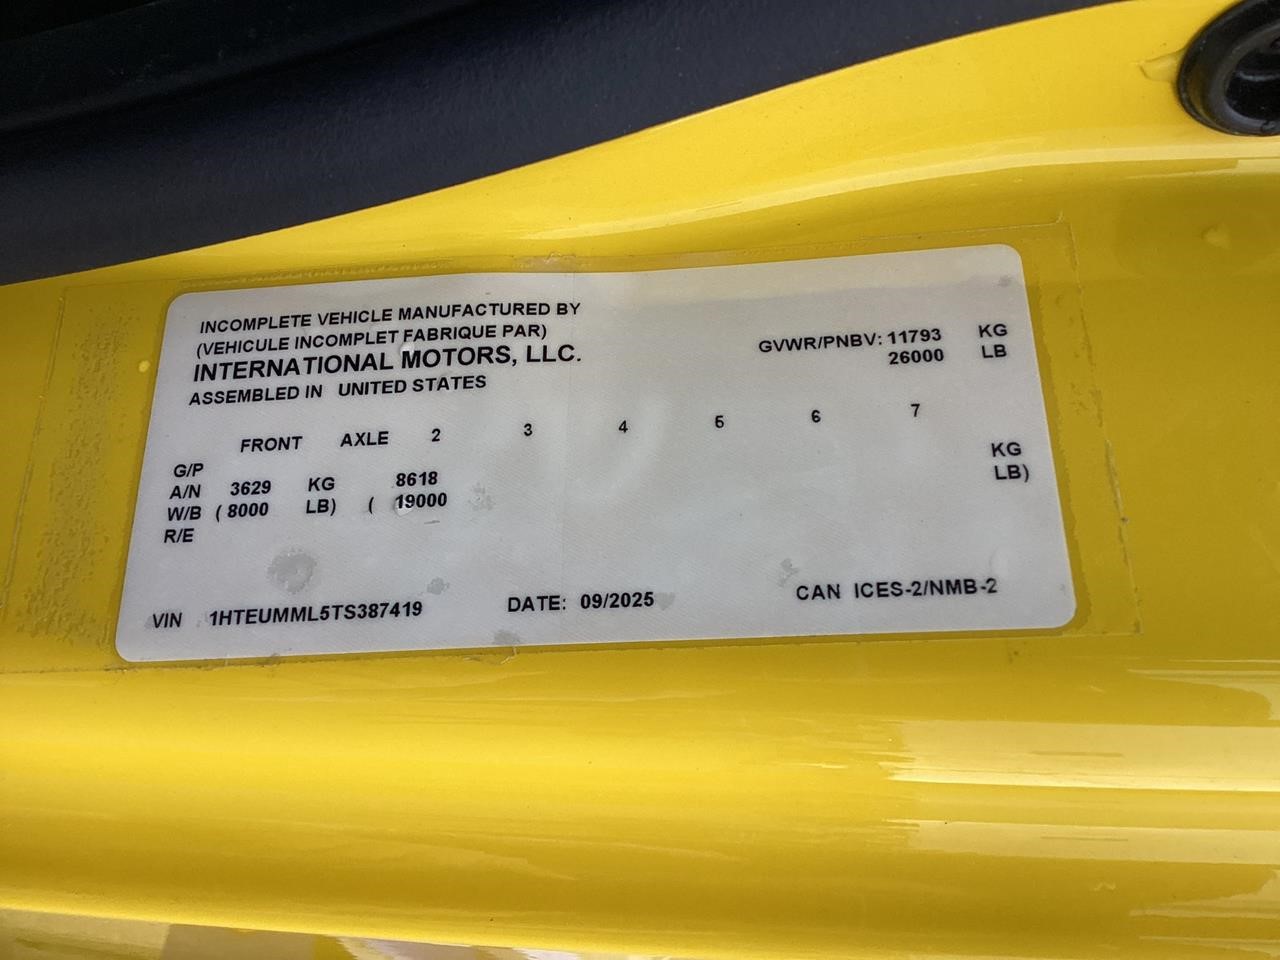 INCOMPLETE VEHICLE MANUFACTURED BY
(VEHICULE INCOMPLET FABRIQUE PAR)
INTERNATIONAL MOTORS, LLC.
ASSEMBLED IN UNITED STATES
GVWR/PNBV: 11793 KG
26000 LB
FRONT AXLE 2 3 4 5 6 7
G/P
A/N 3629 KG 8618 KG
W/B ( 8000 LB) ( 19000 LB)
R/E
VIN 1HTEUMML5TS387419 DATE: 09/2025 CAN ICES-2/NMB-2